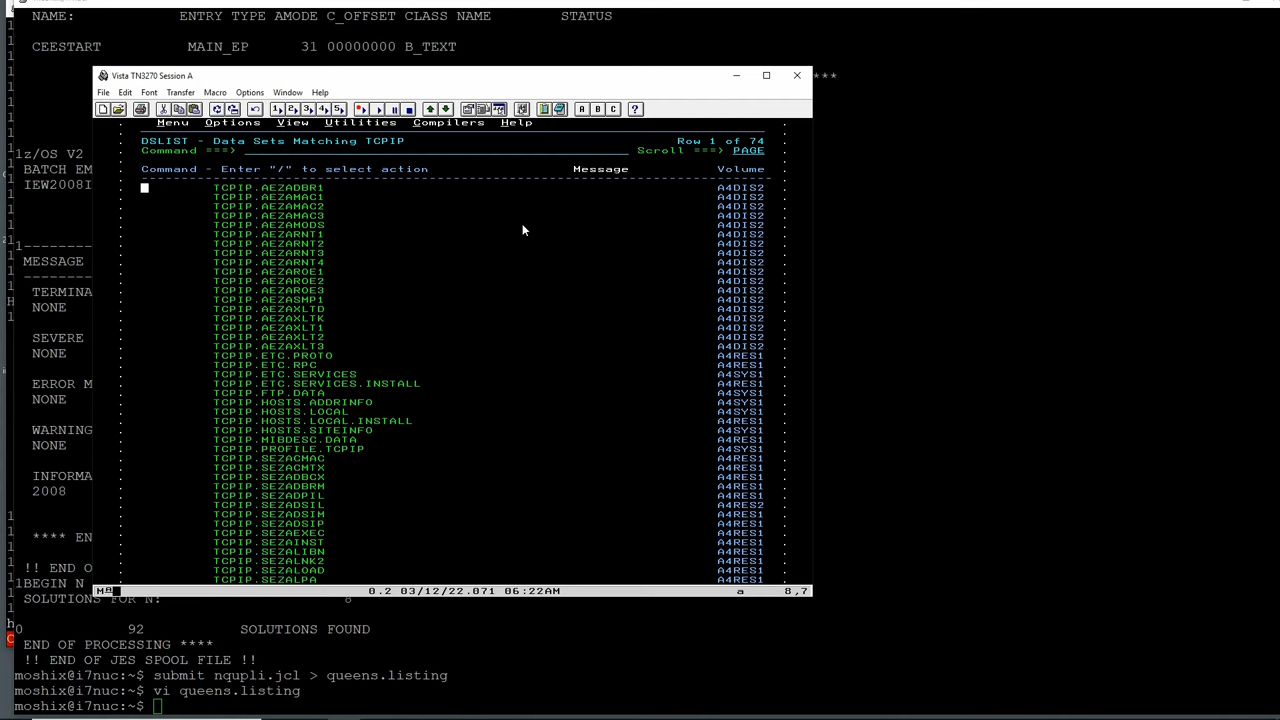 NAME: ENTRY TYPE AMODE C_OFFSET CLASS NAME STATUS
CEESTART MAIN_EP 31 00000000 B_TEXT
***
Vista TN3270 Session A
File Edit Font Transfer Macro Options Window Help
1 2 3 4 5 A B C ?
Menu Options View Utilities Compilers Help
DSLIST - Data Sets Matching TCPIP Row 1 of 74
Command ===> Scroll ===> PAGE
Command - Enter "/" to select action Message Volume
TCPIP.AEZADBR1 A4DIS2
TCPIP.AEZAMAC1 A4DIS2
TCPIP.AEZAMAC2 A4DIS2
TCPIP.AEZAMAC3 A4DIS2
TCPIP.AEZAMODS A4DIS2
TCPIP.AEZARNT1 A4DIS2
TCPIP.AEZARNT2 A4DIS2
TCPIP.AEZARNT3 A4DIS2
TCPIP.AEZARNT4 A4DIS2
TCPIP.AEZAROE1 A4DIS2
TCPIP.AEZAROE2 A4DIS2
TCPIP.AEZAROE3 A4DIS2
TCPIP.AEZASMP1 A4DIS2
TCPIP.AEZAXLTD A4DIS2
TCPIP.AEZAXLTK A4DIS2
TCPIP.AEZAXLT1 A4DIS2
TCPIP.AEZAXLT2 A4DIS2
TCPIP.AEZAXLT3 A4DIS2
TCPIP.ETC.PROTO A4RES1
TCPIP.ETC.RPC A4RES1
TCPIP.ETC.SERVICES A4SYS1
TCPIP.ETC.SERVICES.INSTALL A4RES1
TCPIP.FTP.DATA A4SYS1
TCPIP.HOSTS.ADDRINFO A4SYS1
TCPIP.HOSTS.LOCAL A4SYS1
TCPIP.HOSTS.LOCAL.INSTALL A4RES1
TCPIP.HOSTS.SITEINFO A4SYS1
TCPIP.MIBDESC.DATA A4RES1
TCPIP.PROFILE.TCPIP A4SYS1
TCPIP.SEZACMAC A4RES1
TCPIP.SEZACMTX A4RES1
TCPIP.SEZADBCX A4RES1
TCPIP.SEZADBRM A4RES1
TCPIP.SEZADPIL A4RES1
TCPIP.SEZADSIL A4RES2
TCPIP.SEZADSIM A4RES1
TCPIP.SEZADSIP A4RES1
TCPIP.SEZAEXEC A4RES1
TCPIP.SEZAINST A4RES1
TCPIP.SEZALIBN A4RES1
TCPIP.SEZALNK2 A4RES1
TCPIP.SEZALOAD A4RES1
TCPIP.SEZALPA A4RES1
0.2 03/12/22.071 06:22AM a 8,7
1z/OS V2
BATCH EM
IEW2008I
1--------
MESSAGE
--------
TERMINA
NONE
SEVERE
NONE
ERROR M
NONE
WARNING
NONE
INFORMA
2008
**** EN
!! END O
1BEGIN N
SOLUTIONS FOR N: 8
0 92 SOLUTIONS FOUND
END OF PROCESSING ****
!! END OF JES SPOOL FILE !!
moshix@i7nuc:~$ submit nqupli.jcl > queens.listing
moshix@i7nuc:~$ vi queens.listing
moshix@i7nuc:~$